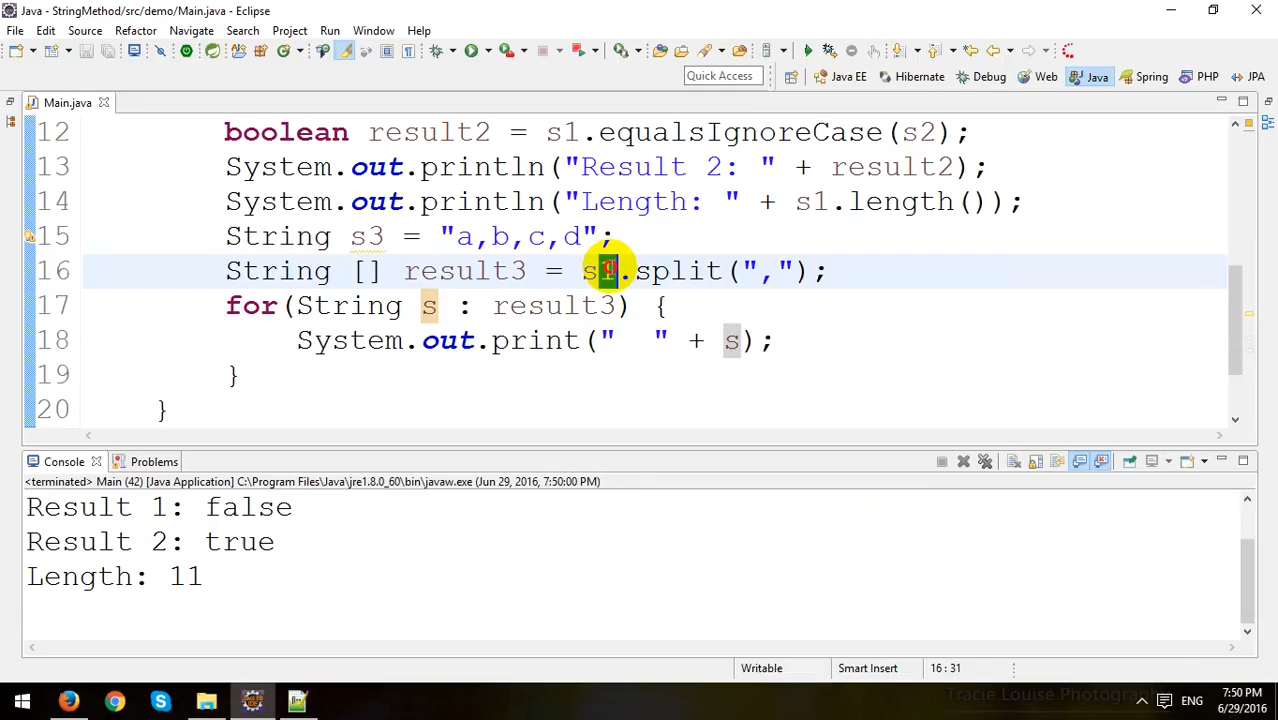 Java - StringMethod/src/demo/Main.java - Eclipse
File Edit Source Refactor Navigate Search Project Run Window Help
Quick Access Java EE Hibernate Debug Web Java Spring PHP JPA
Main.java
12 boolean result2 = s1.equalsIgnoreCase(s2);
13 System.out.println("Result 2: " + result2);
14 System.out.println("Length: " + s1.length());
15 String s3 = "a,b,c,d";
16 String [] result3 = s .split(",");
17 for(String s : result3) {
18 System.out.print("  " + s);
19 }
20 }
Console Problems
<terminated> Main (42) [Java Application] C:\Program Files\Java\jre1.8.0_60\bin\javaw.exe (Jun 29, 2016, 7:50:00 PM)
Result 1: false
Result 2: true
Length: 11
Writable Smart Insert 16 : 31
Tracie Louise Photography
ENG 7:50 PM
6/29/2016